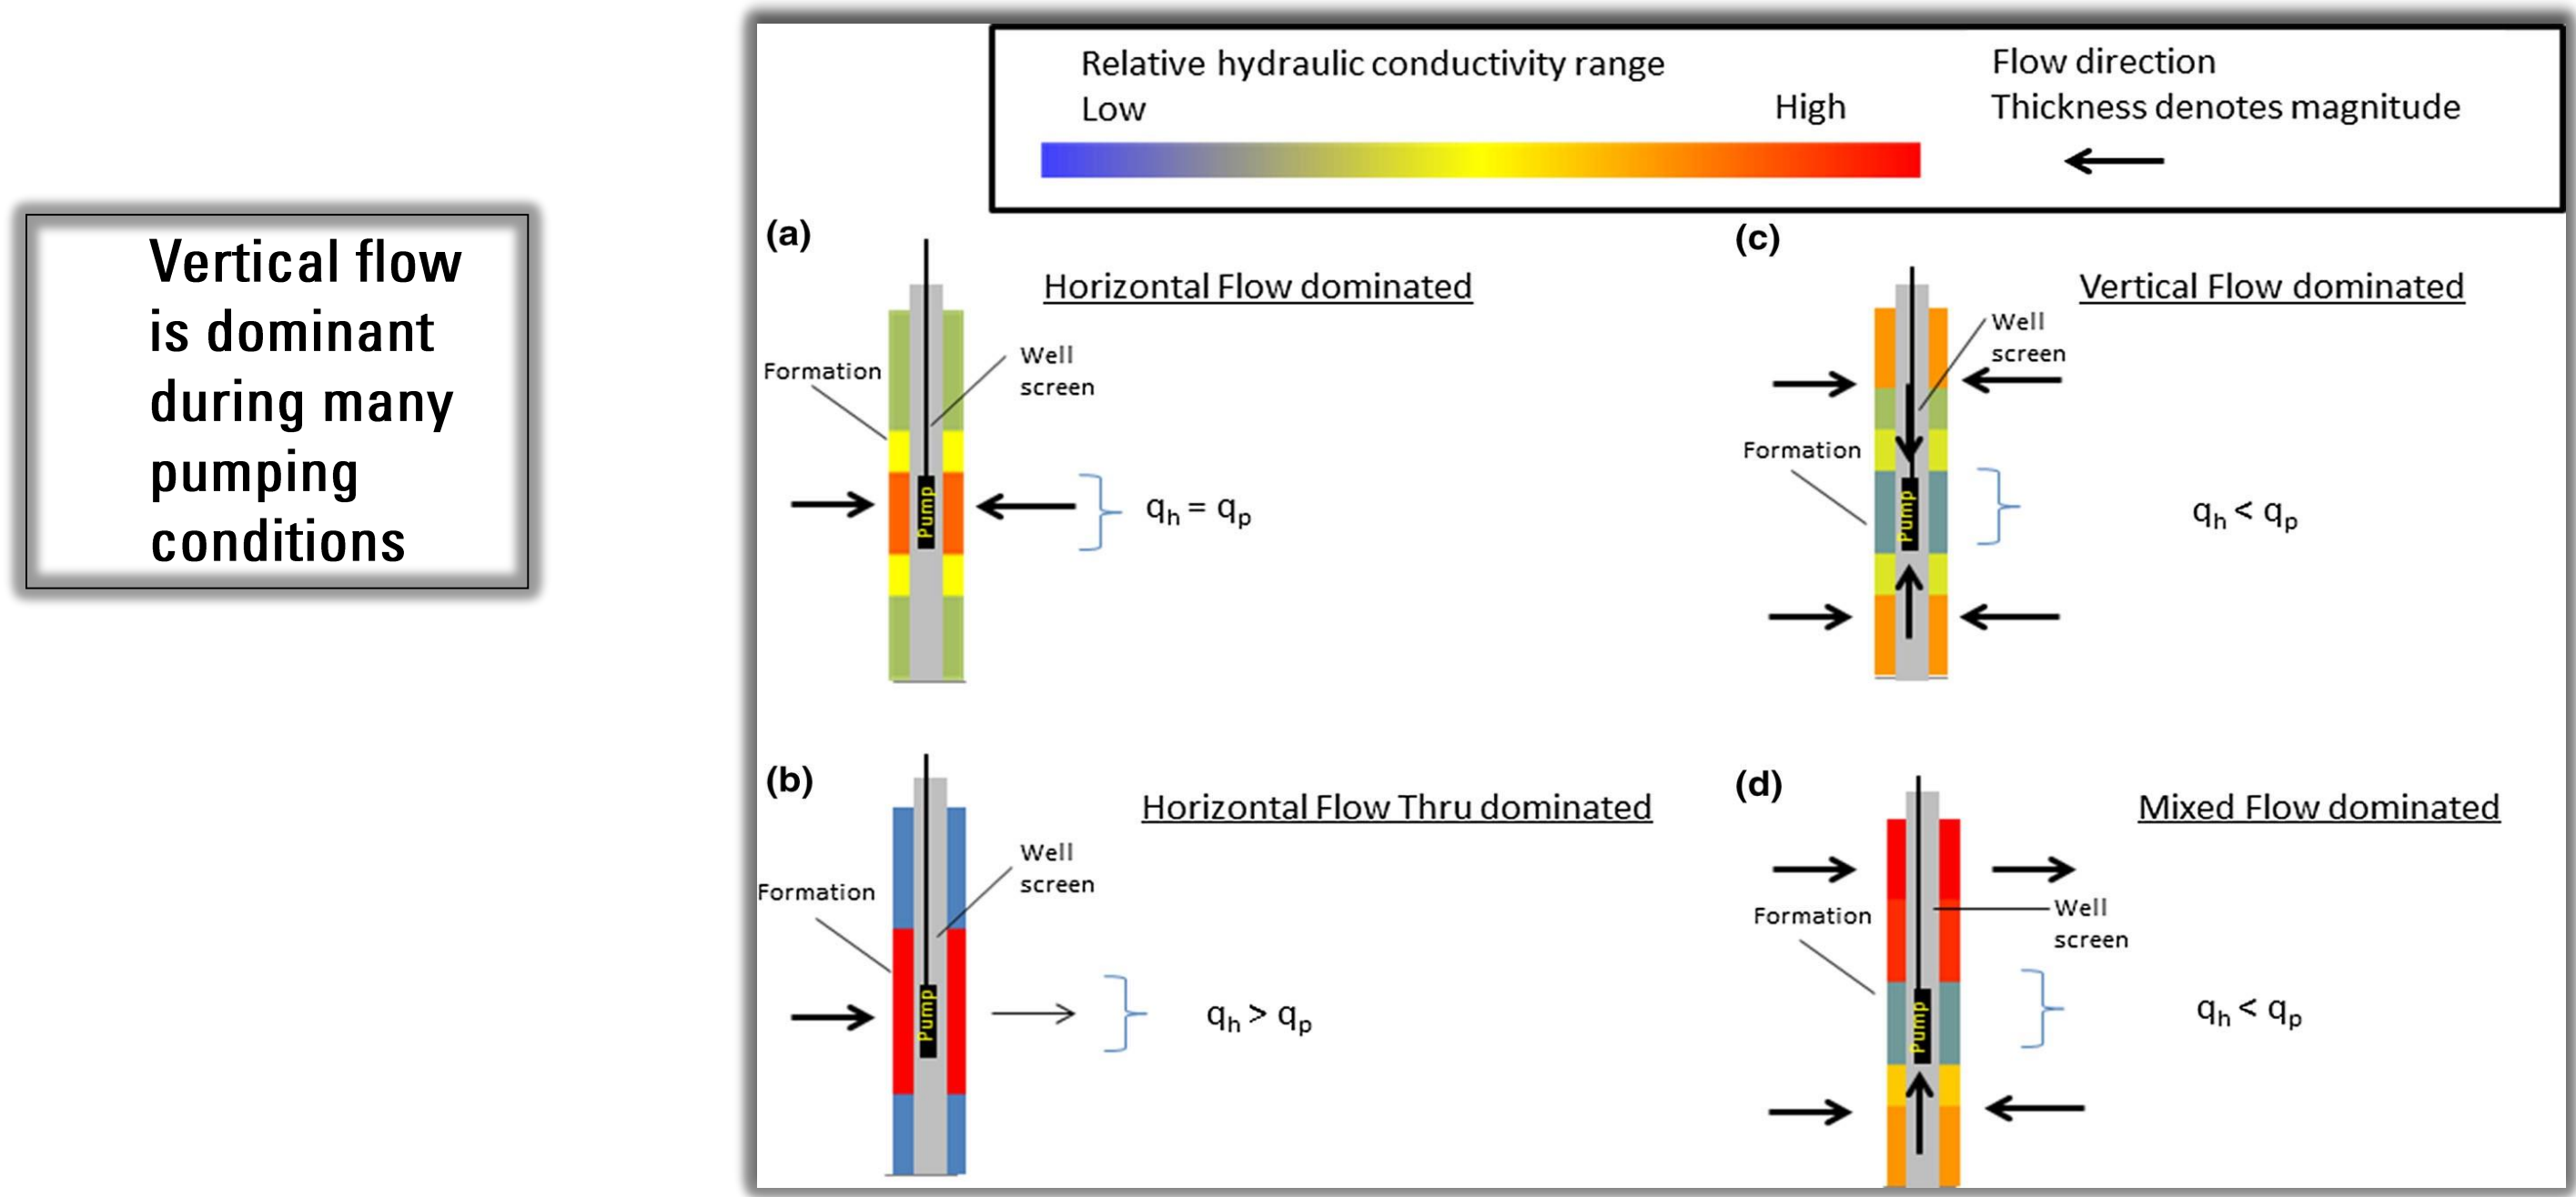 Vertical flow
is dominant
during many
pumping
conditions
Relative hydraulic conductivity range
Low
High
Flow direction
Thickness denotes magnitude
(a)
Horizontal Flow dominated
Formation
Well
screen
Pump
qₕ = qₚ
(b)
Horizontal Flow Thru dominated
Formation
Well
screen
Pump
qₕ > qₚ
(c)
Vertical Flow dominated
Well
screen
Formation
Pump
qₕ < qₚ
(d)
Mixed Flow dominated
Formation
Well
screen
Pump
qₕ < qₚ